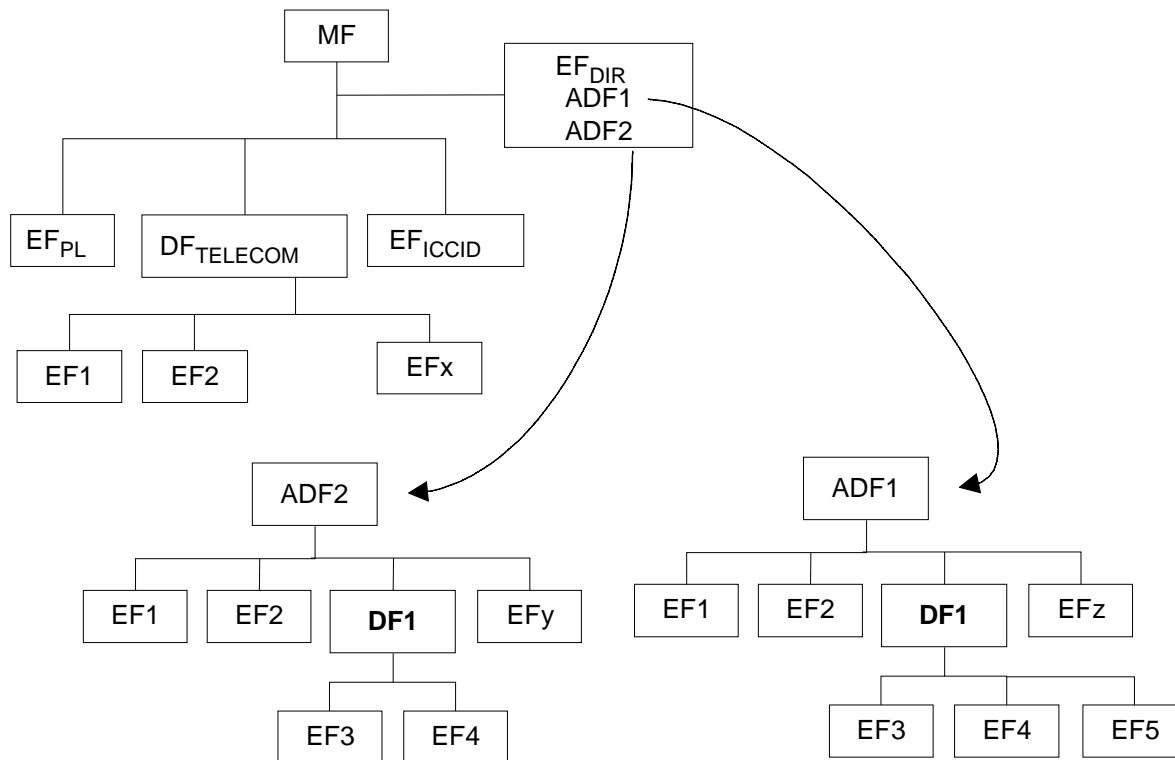 MF
EFDIR
ADF1
ADF2
EFPL
DFTELECOM
EFICCID
EF1
EF2
EFx
ADF2
ADF1
EF1
EF2
DF1
EFy
EF1
EF2
DF1
EFz
EF3
EF4
EF3
EF4
EF5